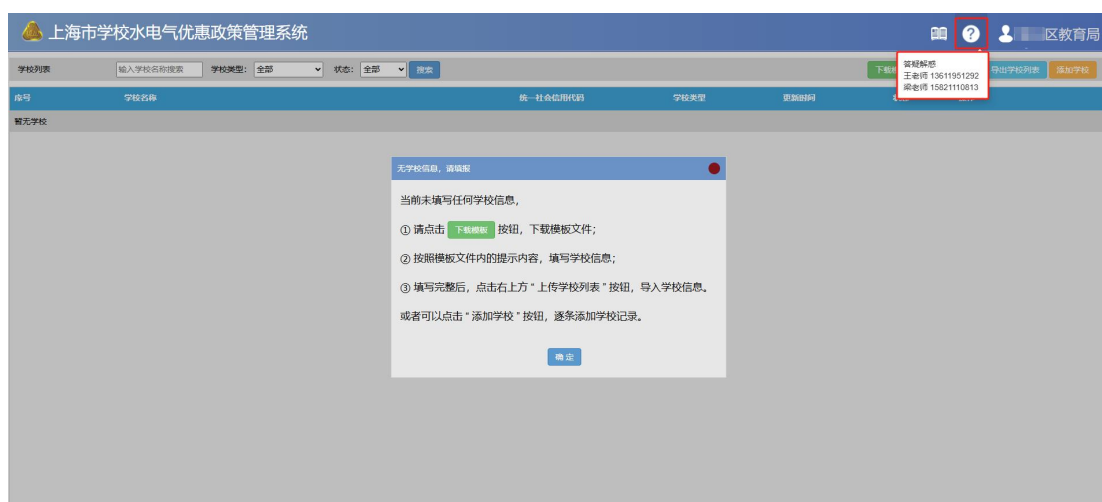 上海市学校水电气优惠政策管理系统
区教育局
学校列表 输入学校名称搜索 学校类型: 全部 状态: 全部 搜索 下载 导出学校列表 添加学校
答疑解惑
王老师 13611951292
梁老师 15821110813
序号 学校名称 统一社会信用代码 学校类型 更新时间
暂无学校
无学校信息，请填报
当前未填写任何学校信息，
① 请点击 下载模板 按钮，下载模板文件；
② 按照模板文件内的提示内容，填写学校信息；
③ 填写完整后，点击右上方 " 上传学校列表 " 按钮，导入学校信息。
或者可以点击 " 添加学校 " 按钮，逐条添加学校记录。
确 定